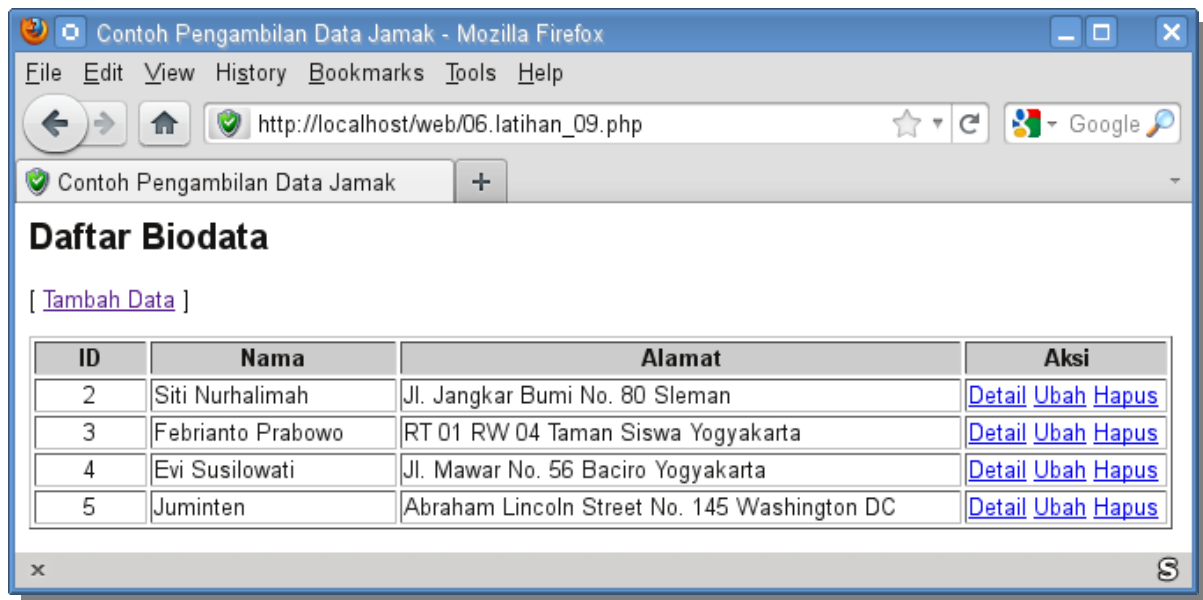 Contoh Pengambilan Data Jamak - Mozilla Firefox
File Edit View History Bookmarks Tools Help
http://localhost/web/06.latihan_09.php Google
Contoh Pengambilan Data Jamak
Daftar Biodata
[ Tambah Data ]
ID Nama Alamat Aksi
2 Siti Nurhalimah Jl. Jangkar Bumi No. 80 Sleman Detail Ubah Hapus
3 Febrianto Prabowo RT 01 RW 04 Taman Siswa Yogyakarta Detail Ubah Hapus
4 Evi Susilowati Jl. Mawar No. 56 Baciro Yogyakarta Detail Ubah Hapus
5 Juminten Abraham Lincoln Street No. 145 Washington DC Detail Ubah Hapus